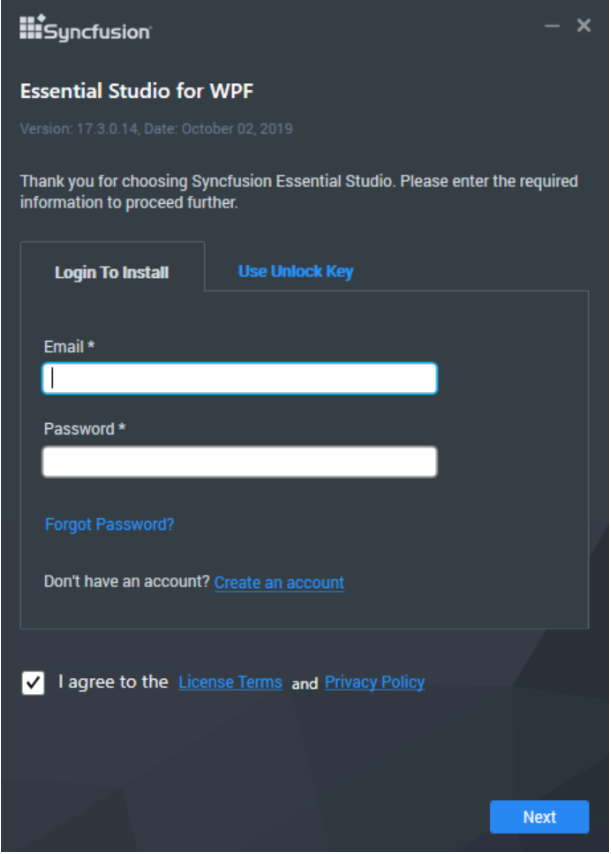 Syncfusion
Essential Studio for WPF
Version: 17.3.0.14, Date: October 02, 2019
Thank you for choosing Syncfusion Essential Studio. Please enter the required
information to proceed further.
Login To Install
Use Unlock Key
Email *
Password *
Forgot Password?
Don't have an account? Create an account
I agree to the License Terms and Privacy Policy
Next